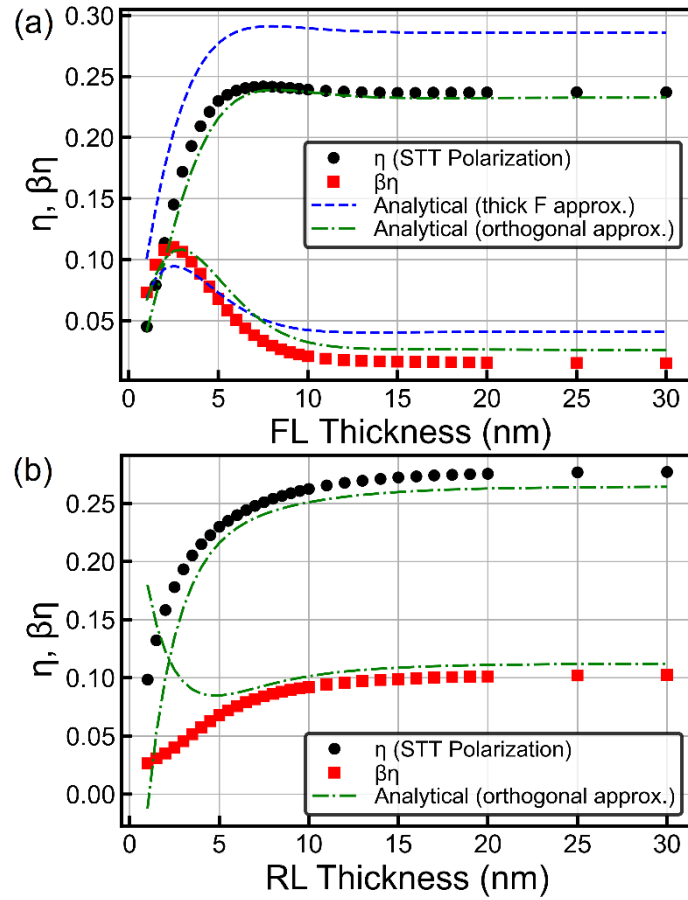 (a)
0.30
0.25
0.20
0.15
0.10
0.05
η, βη
η (STT Polarization)
βη
Analytical (thick F approx.)
Analytical (orthogonal approx.)
0 5 10 15 20 25 30
FL Thickness (nm)
(b)
0.25
0.20
0.15
0.10
0.05
0.00
η, βη
η (STT Polarization)
βη
Analytical (orthogonal approx.)
0 5 10 15 20 25 30
RL Thickness (nm)